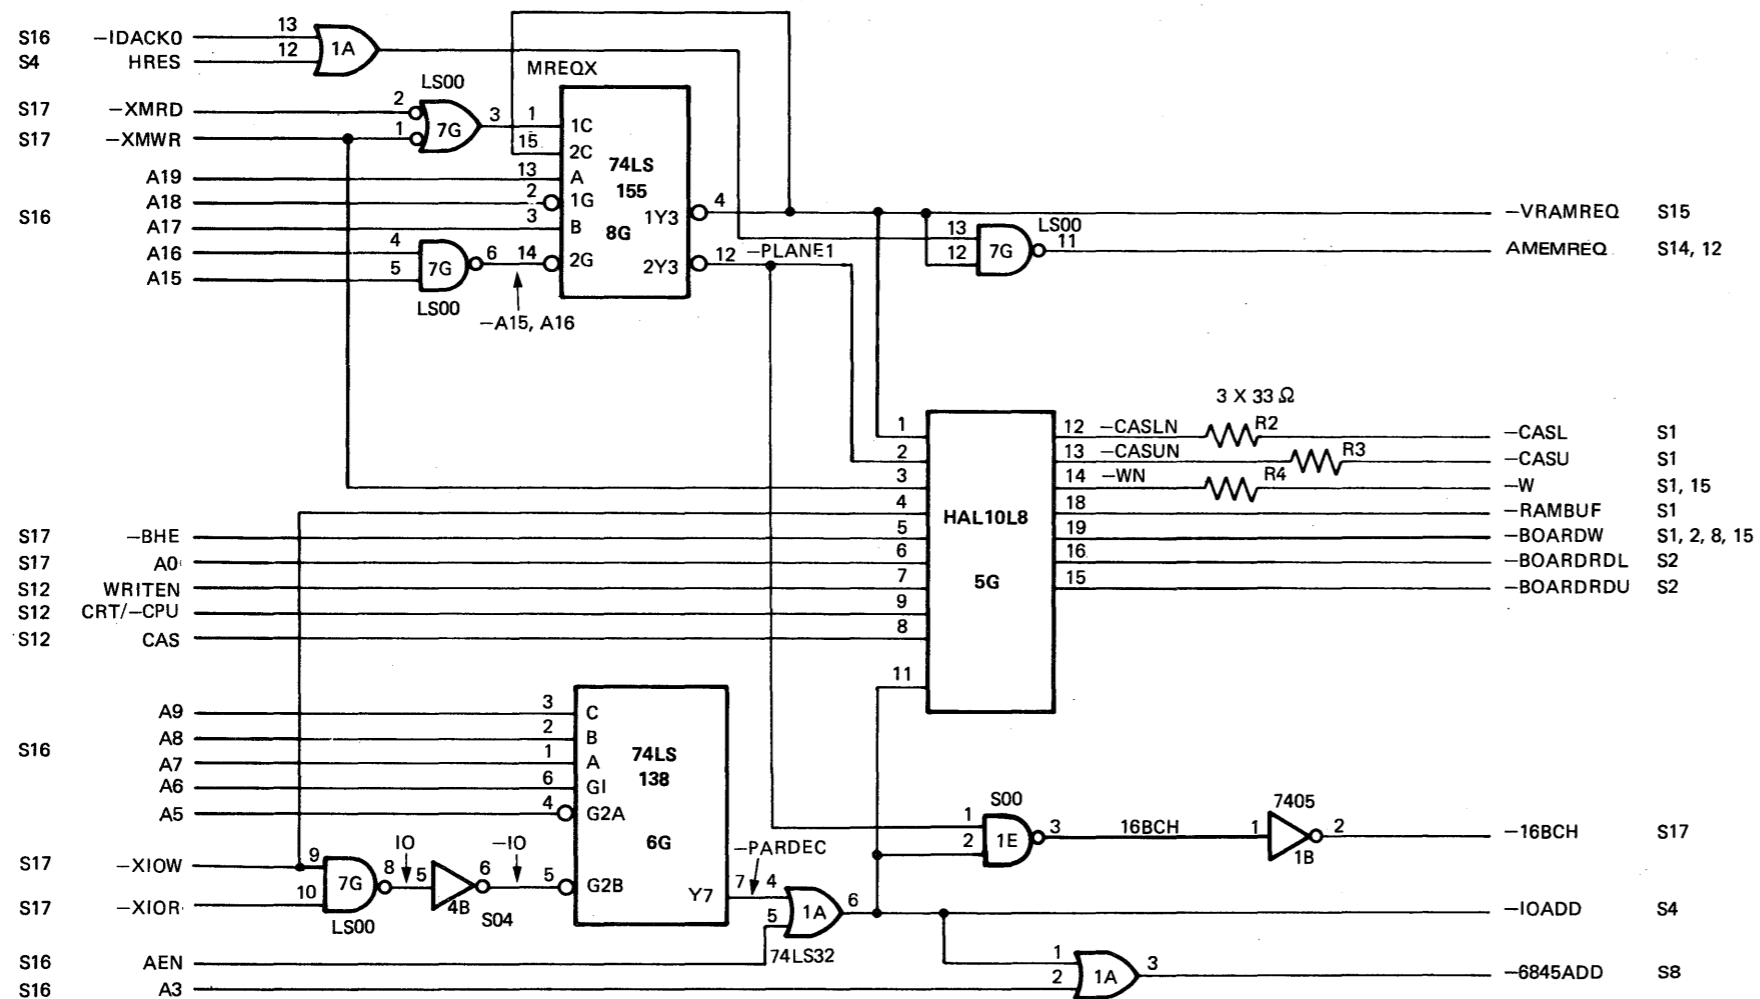 13
S16 —IDACK0
12
1A
S4 HRES
MREQX
LS00
S17 —XMRD 2
7G 3 1 1C
S17 —XMWR 1
15 2C
74LS
155
8G
A19 13 A
A18 2 1G
S16
A17 3 B
1Y3 4
—VRAMREQ S15
A16 4
7G 6 14 2G
A15 5
LS00
2Y3 12 —PLANE1
13 LS00
12 7G 11
AMEMREQ S14, 12
—A15, A16
3 X 33 Ω
1 12 —CASLN R2 —CASL S1
2 13 —CASUN R3 —CASU S1
3 14 —WN R4 —W S1, 15
4 18 —RAMBUF S1
HAL10L8
S17 —BHE 5 19 —BOARDW S1, 2, 8, 15
S17 A0 6 16 —BOARDRDL S2
S12 WRITEN 7 15 —BOARDRDU S2
5G
S12 CRT/—CPU 9
S12 CAS 8
11
A9 3 C
A8 2 B
S16
A7 1 A
74LS
138
A6 6 GI
A5 4 G2A
6G
S17 —XIOW 9
7G 8 IO 5 4B 6 —IO 5 G2B
S17 —XIOR 10
LS00
S04
Y7 7 —PARDEC 4
S00
1
2 1E 3 16BCH 1 7405 2
1B
—16BCH S17
5 1A 6
—IOADD S4
74LS32
S16 AEN
1
S16 A3 2 1A 3
—6845ADD S8